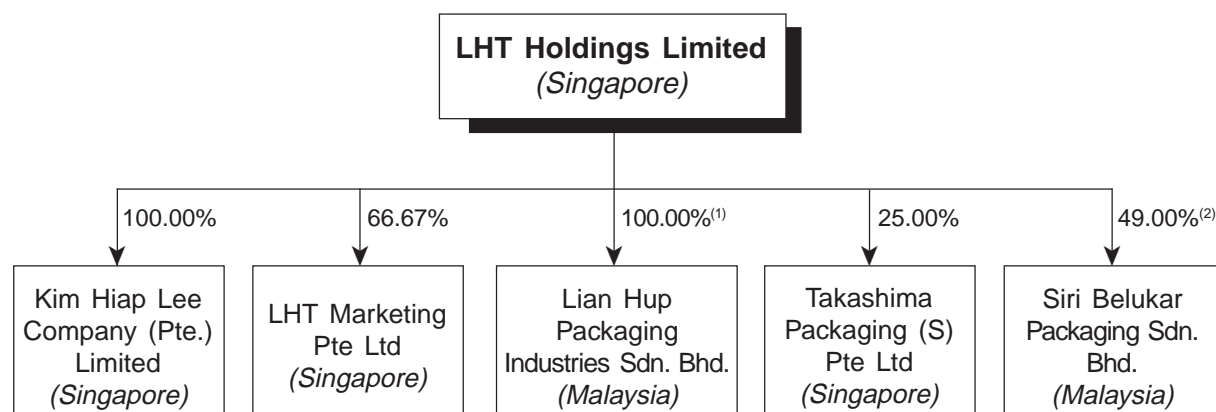 LHT Holdings Limited
(Singapore)
100.00%
66.67%
100.00%(1)
25.00%
49.00%(2)
Kim Hiap Lee
Company (Pte.)
Limited
(Singapore)
LHT Marketing
Pte Ltd
(Singapore)
Lian Hup
Packaging
Industries Sdn. Bhd.
(Malaysia)
Takashima
Packaging (S)
Pte Ltd
(Singapore)
Siri Belukar
Packaging Sdn.
Bhd.
(Malaysia)